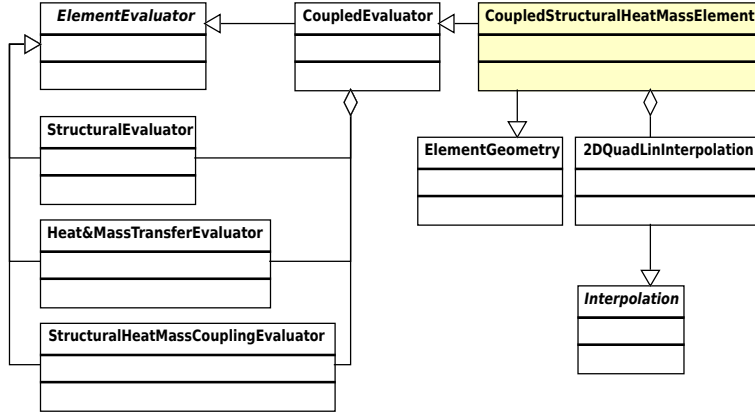 ElementEvaluator
CoupledEvaluator
CoupledStructuralHeatMassElement
StructuralEvaluator
ElementGeometry
2DQuadLinInterpolation
Heat&MassTransferEvaluator
Interpolation
StructuralHeatMassCouplingEvaluator